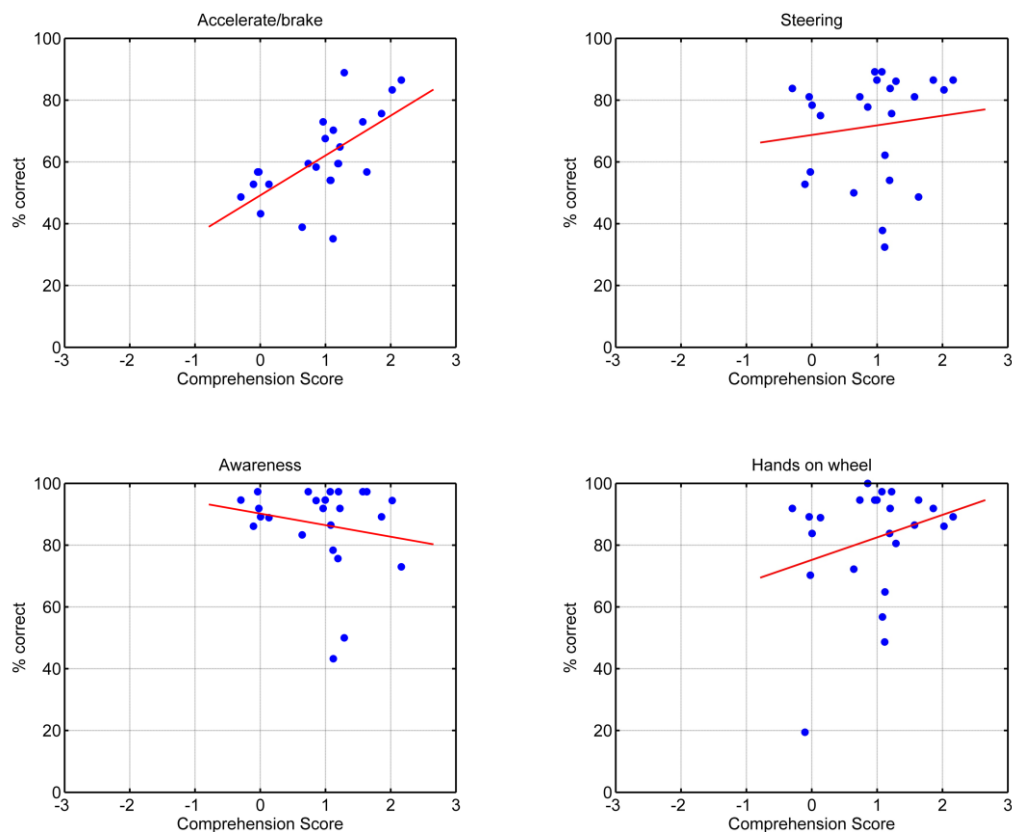 Accelerate/brake
100
80
60
40
20
0
% correct
-3 -2 -1 0 1 2 3
Comprehension Score
Steering
100
80
60
40
20
0
% correct
-3 -2 -1 0 1 2 3
Comprehension Score
Awareness
100
80
60
40
20
0
% correct
-3 -2 -1 0 1 2 3
Comprehension Score
Hands on wheel
100
80
60
40
20
0
% correct
-3 -2 -1 0 1 2 3
Comprehension Score